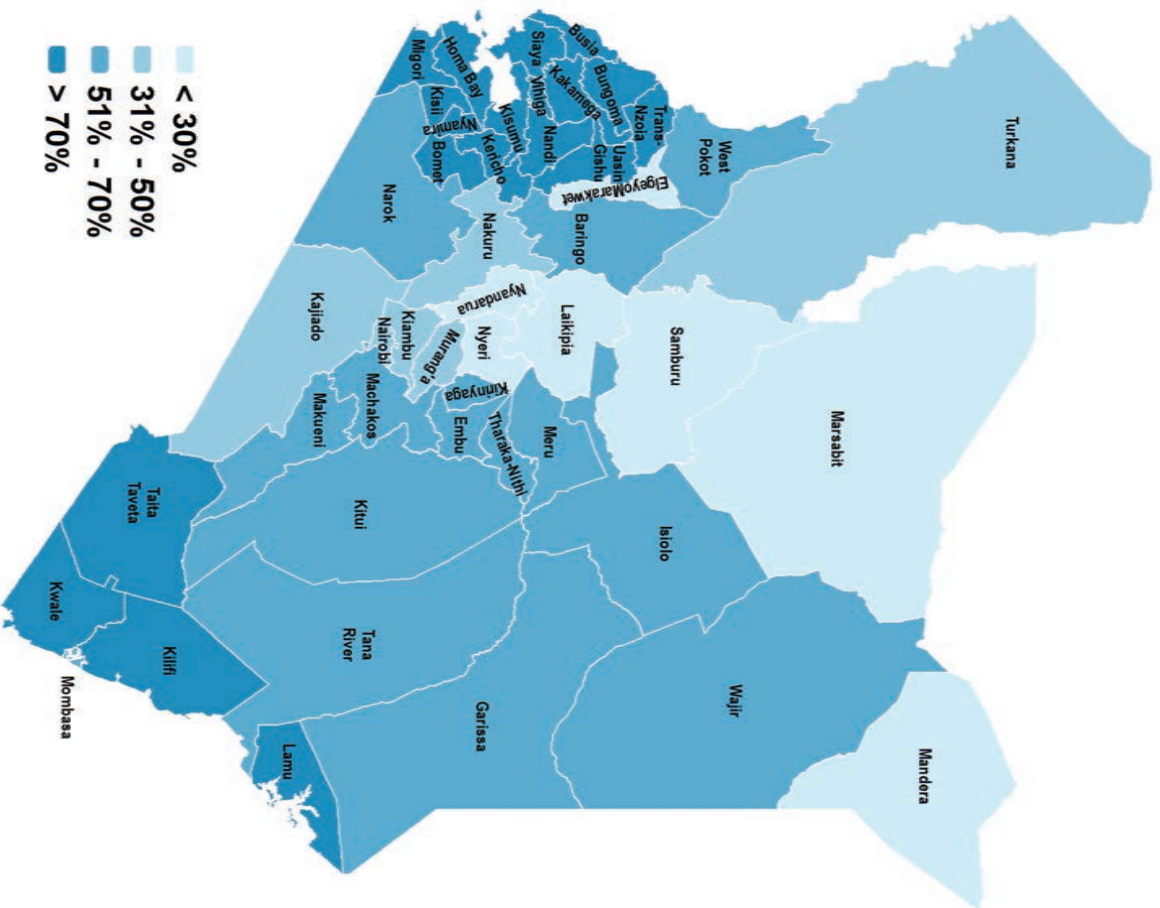 Turkana
Marsabit
Mandera
West
Pokot
Samburu
Wajir
Isiolo
Trans-
Nzoia
Bungoma
Busia
Uasin
Gishu
ElgeyoMarakwet
Baringo
Laikipia
Kakamega
Siaya
Vihiga
Nandi
Kisumu
Meru
Nyandarua
Nyeri
Nakuru
Kericho
Homa Bay
Nyamira
Kisii
Migori
Bomet
Narok
Tharaka-Nithi
Kirinyaga
Embu
Murang'a
Kiambu
Nairobi
Machakos
Kajiado
Makueni
Kitui
Garissa
Tana
River
Lamu
Taita
Taveta
Kilifi
Kwale
Mombasa
< 30%
31% - 50%
51% - 70%
> 70%